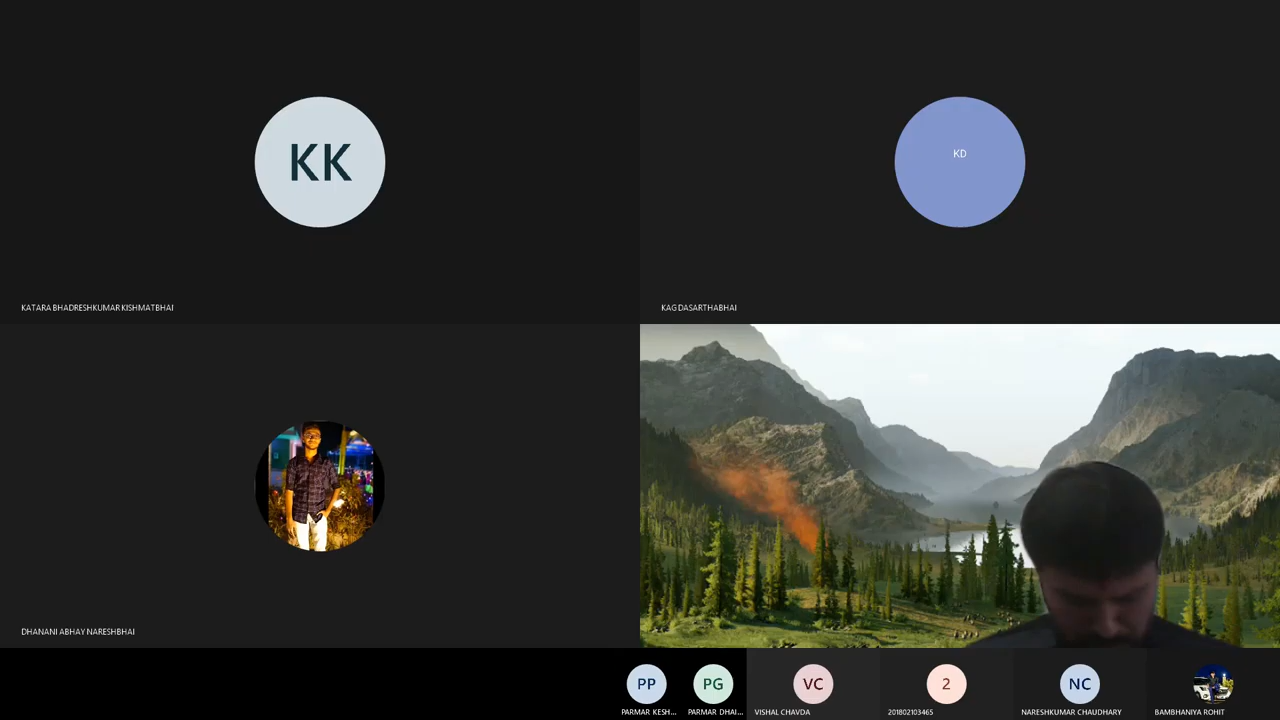 KK
KD
KATARA BHADRESHKUMAR KISHMATBHAI
KAG DASARTHABHAI
DHANANI ABHAY NARESHBHAI
PP
PG
VC
2
NC
PARMAR KESH...
PARMAR DHAI...
VISHAL CHAVDA
201802103465
NARESHKUMAR CHAUDHARY
BAMBHANIYA ROHIT